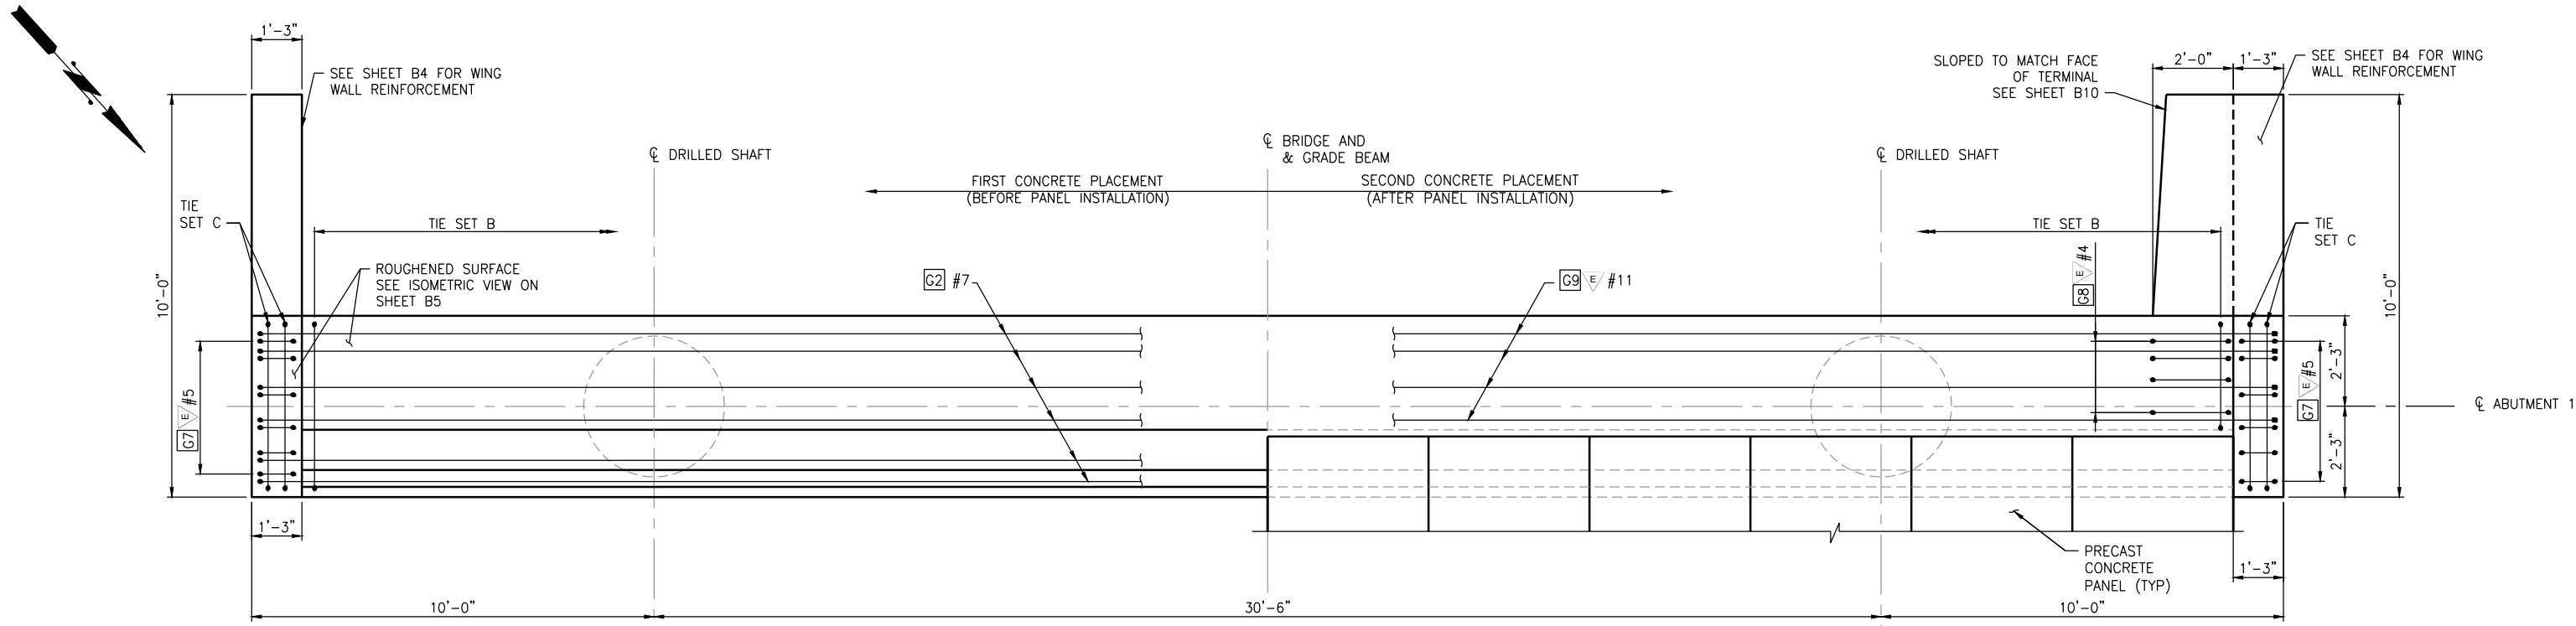 1'-3"
SEE SHEET B4 FOR WING
WALL REINFORCEMENT
SLOPED TO MATCH FACE
OF TERMINAL
SEE SHEET B10
2'-0"
1'-3"
SEE SHEET B4 FOR WING
WALL REINFORCEMENT
℄ DRILLED SHAFT
℄ BRIDGE AND
& GRADE BEAM
℄ DRILLED SHAFT
FIRST CONCRETE PLACEMENT
(BEFORE PANEL INSTALLATION)
SECOND CONCRETE PLACEMENT
(AFTER PANEL INSTALLATION)
TIE
SET C
TIE SET B
TIE SET B
TIE
SET C
ROUGHENED SURFACE
SEE ISOMETRIC VIEW ON
SHEET B5
10'-0"
G2 #7
G9 E #11
G8 E #4
10'-0"
G7 E #5
G7 E #5
2'-3"
2'-3"
℄ ABUTMENT 1
1'-3"
PRECAST
CONCRETE
PANEL (TYP)
1'-3"
10'-0"
30'-6"
10'-0"